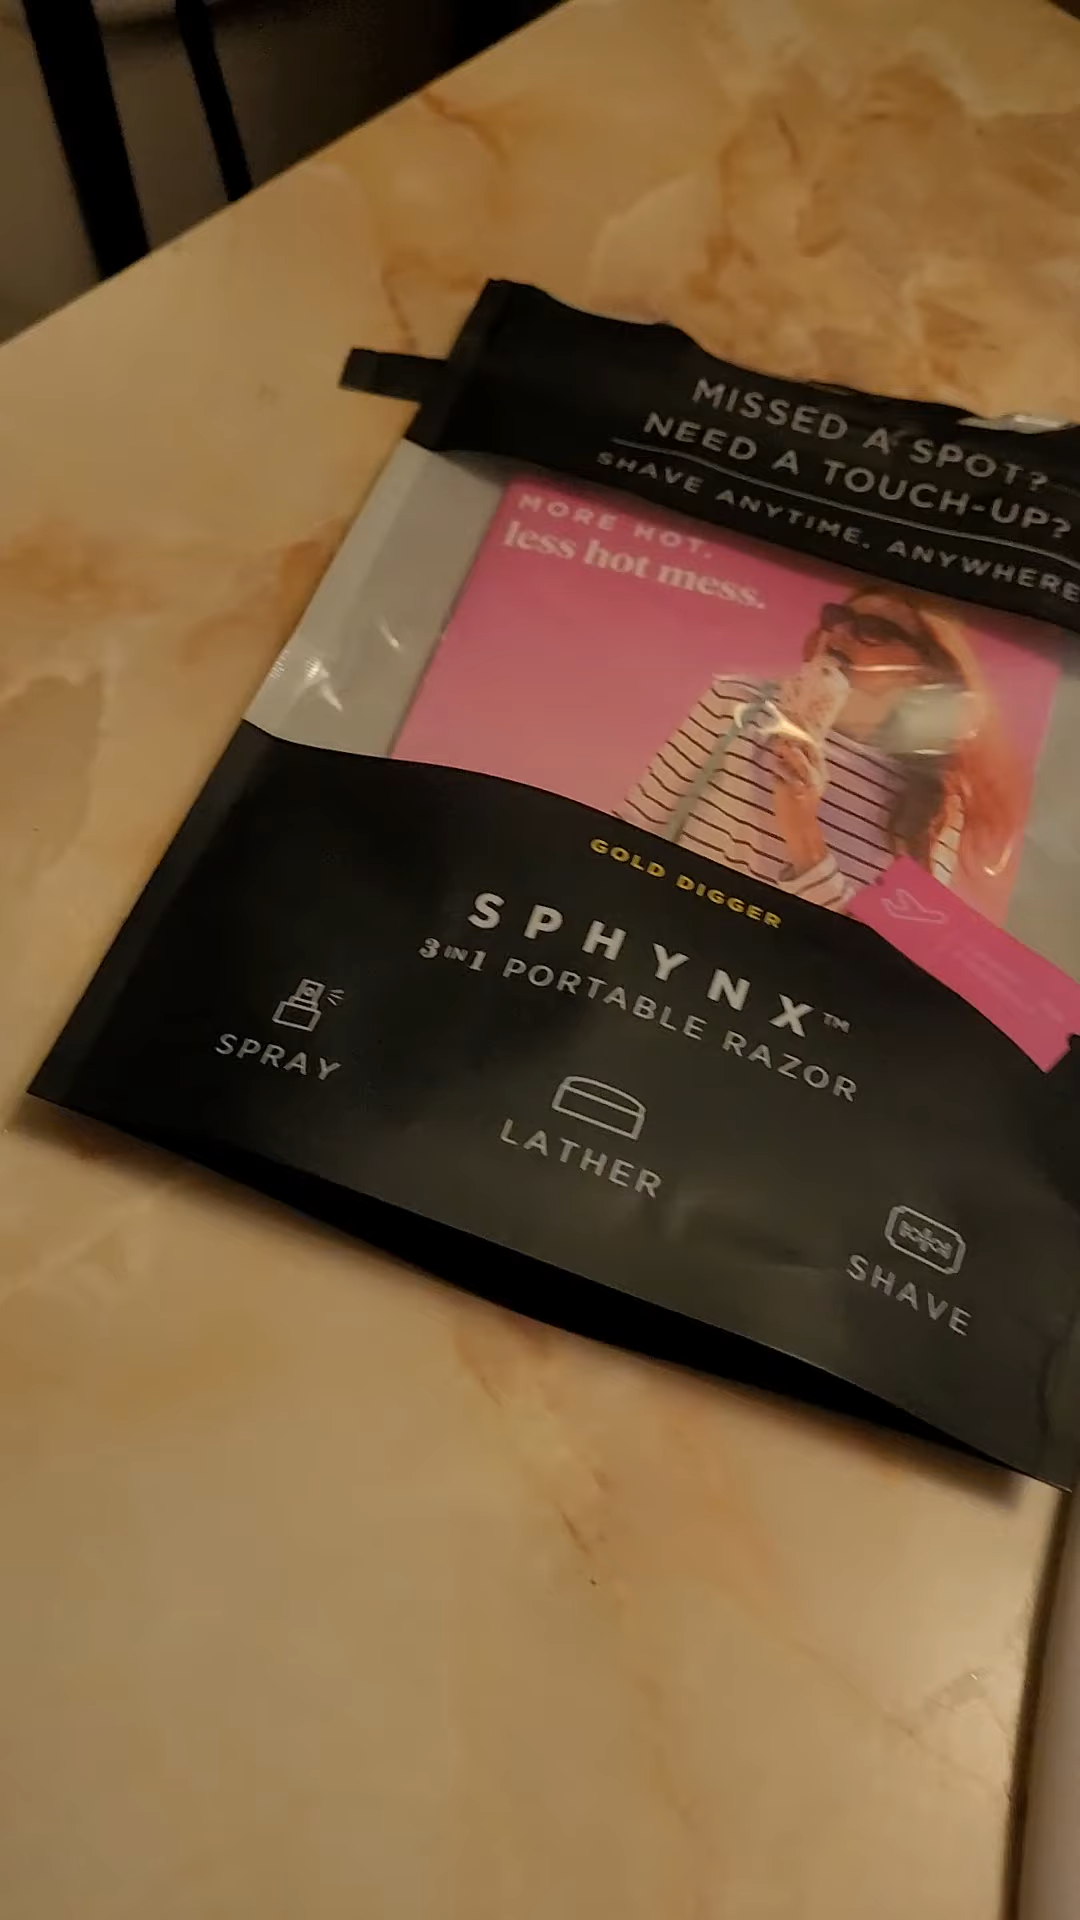 MISSED A SPOT?
NEED A TOUCH-UP?
SHAVE ANYTIME. ANYWHERE
MORE HOT,
less hot mess.
GOLD DIGGER
SPHYNX™
3 IN 1 PORTABLE RAZOR
SPRAY
LATHER
SHAVE